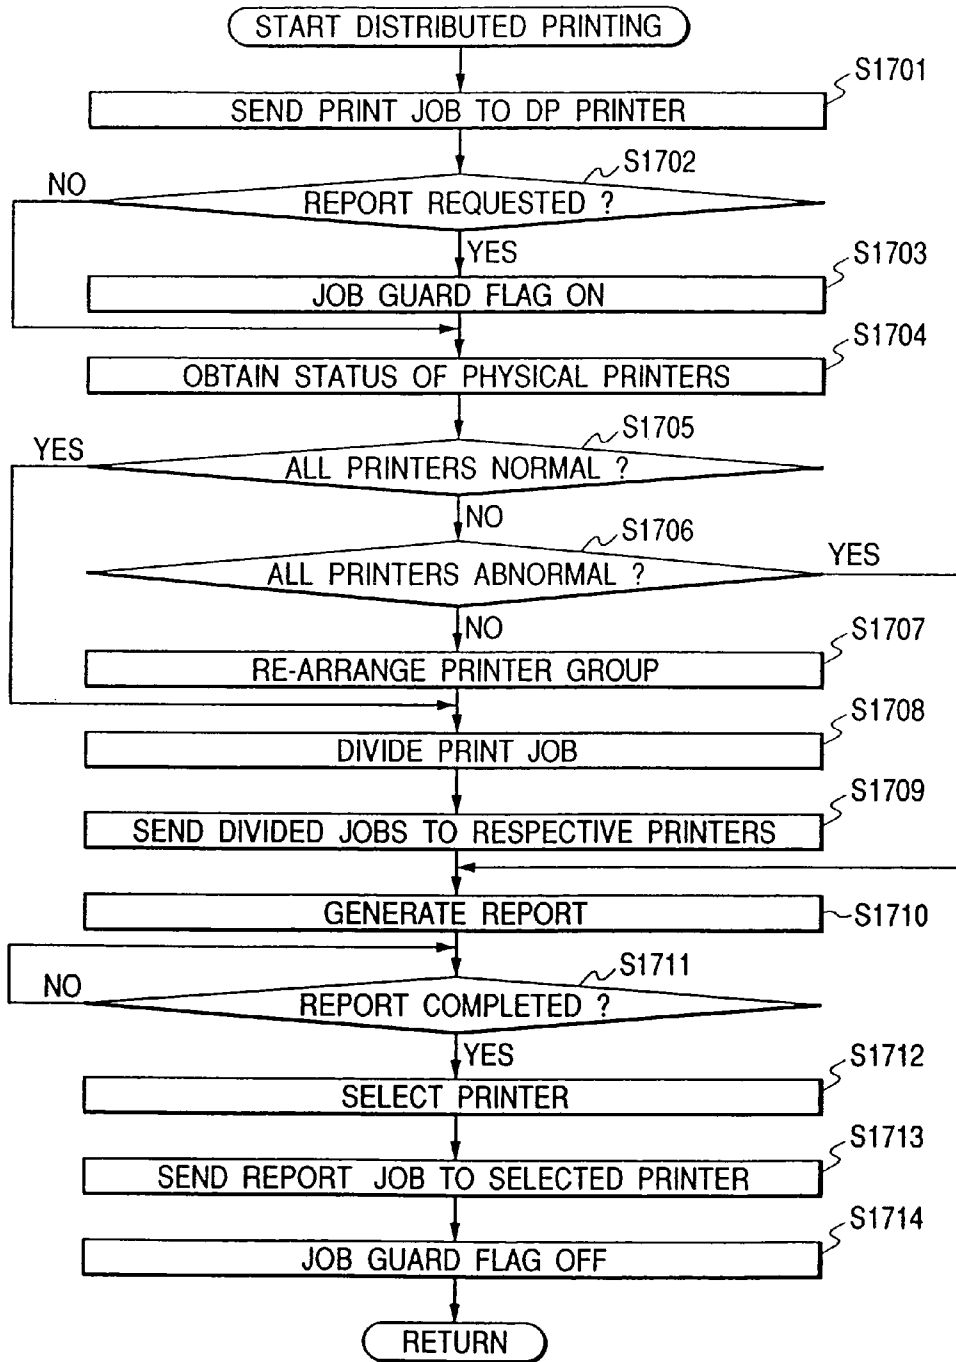 START DISTRIBUTED PRINTING
S1701
SEND PRINT JOB TO DP PRINTER
S1702
NO
REPORT REQUESTED ?
YES
S1703
JOB GUARD FLAG ON
S1704
OBTAIN STATUS OF PHYSICAL PRINTERS
S1705
YES
ALL PRINTERS NORMAL ?
NO
S1706
YES
ALL PRINTERS ABNORMAL ?
NO
S1707
RE-ARRANGE PRINTER GROUP
S1708
DIVIDE PRINT JOB
S1709
SEND DIVIDED JOBS TO RESPECTIVE PRINTERS
GENERATE REPORT
S1710
S1711
NO
REPORT COMPLETED ?
YES
S1712
SELECT PRINTER
S1713
SEND REPORT JOB TO SELECTED PRINTER
S1714
JOB GUARD FLAG OFF
RETURN